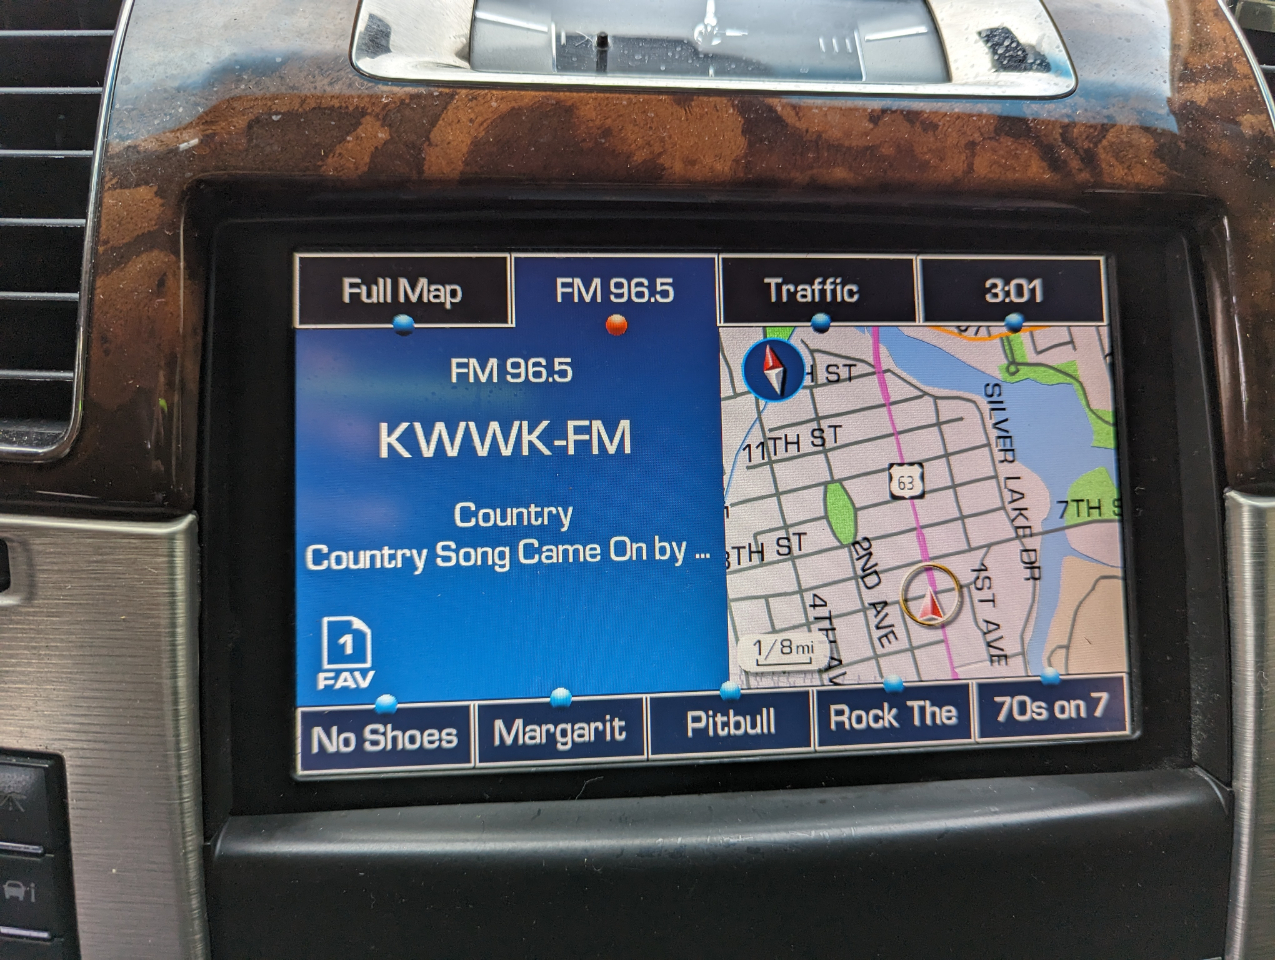 Full Map
FM 96.5
Traffic
3:01
FM 96.5
KWWK-FM
Country
Country Song Came On by ...
1
FAV
H ST
11TH ST
63
SILVER LAKE DR
7TH S
8TH ST
2ND AVE
4TH AV
1ST AVE
1/8mi
No Shoes
Margarit
Pitbull
Rock The
70s on 7
i